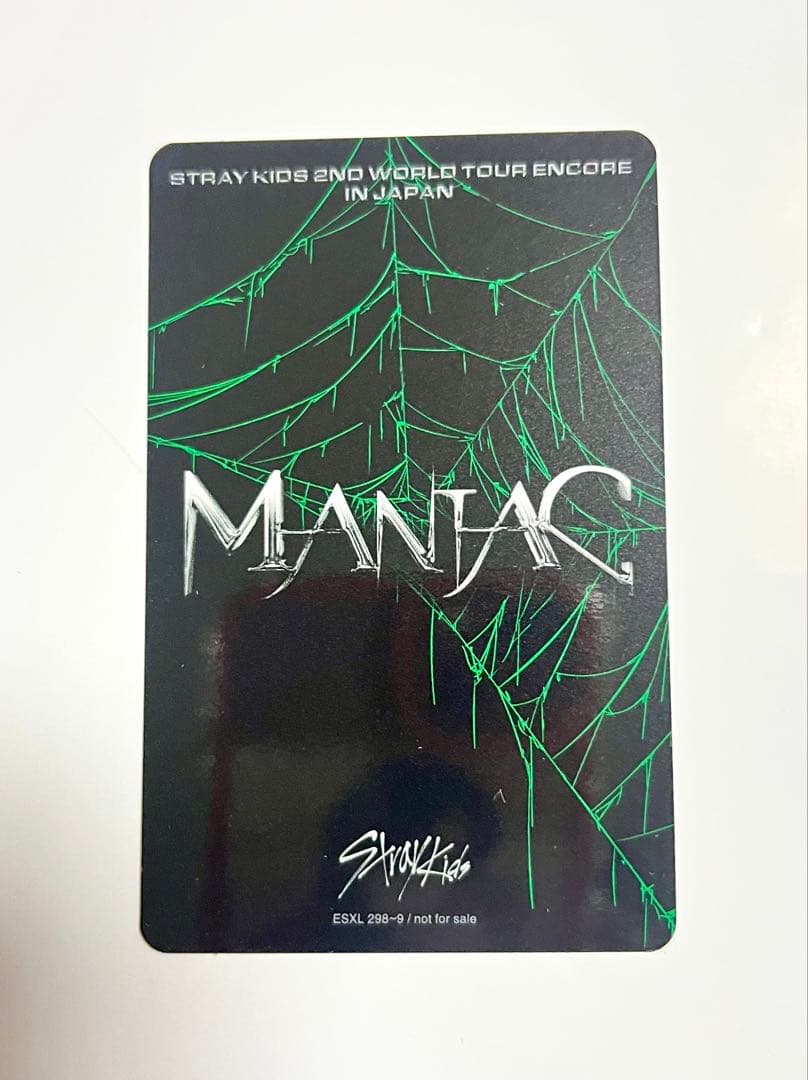 STRAY KIDS 2ND WORLD TOUR ENCORE
IN JAPAN
MANIAC
Stray Kids
ESXL 298~9 / not for sale